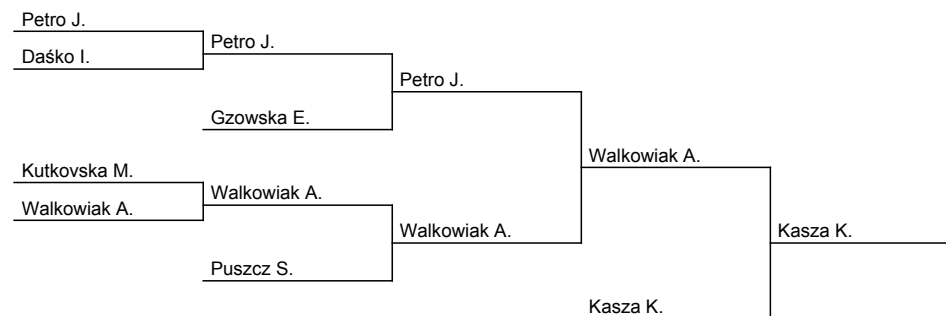 Petro J.
Daśko I.
Petro J.
Petro J.
Gzowska E.
Kutkovska M.
Walkowiak A.
Walkowiak A.
Walkowiak A.
Walkowiak A.
Kasza K.
Puszcz S.
Kasza K.